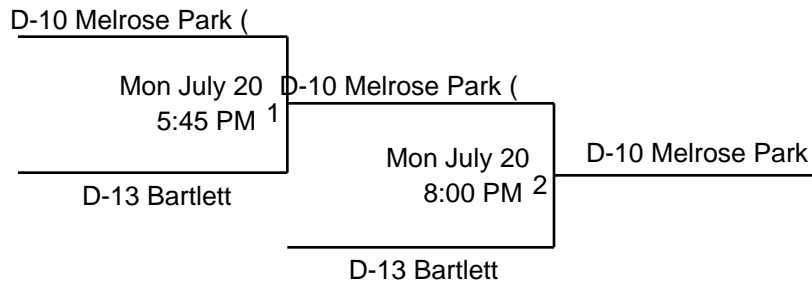 D-10 Melrose Park (
Mon July 20
5:45 PM 1
D-13 Bartlett
D-10 Melrose Park (
Mon July 20
8:00 PM 2
D-13 Bartlett
D-10 Melrose Park